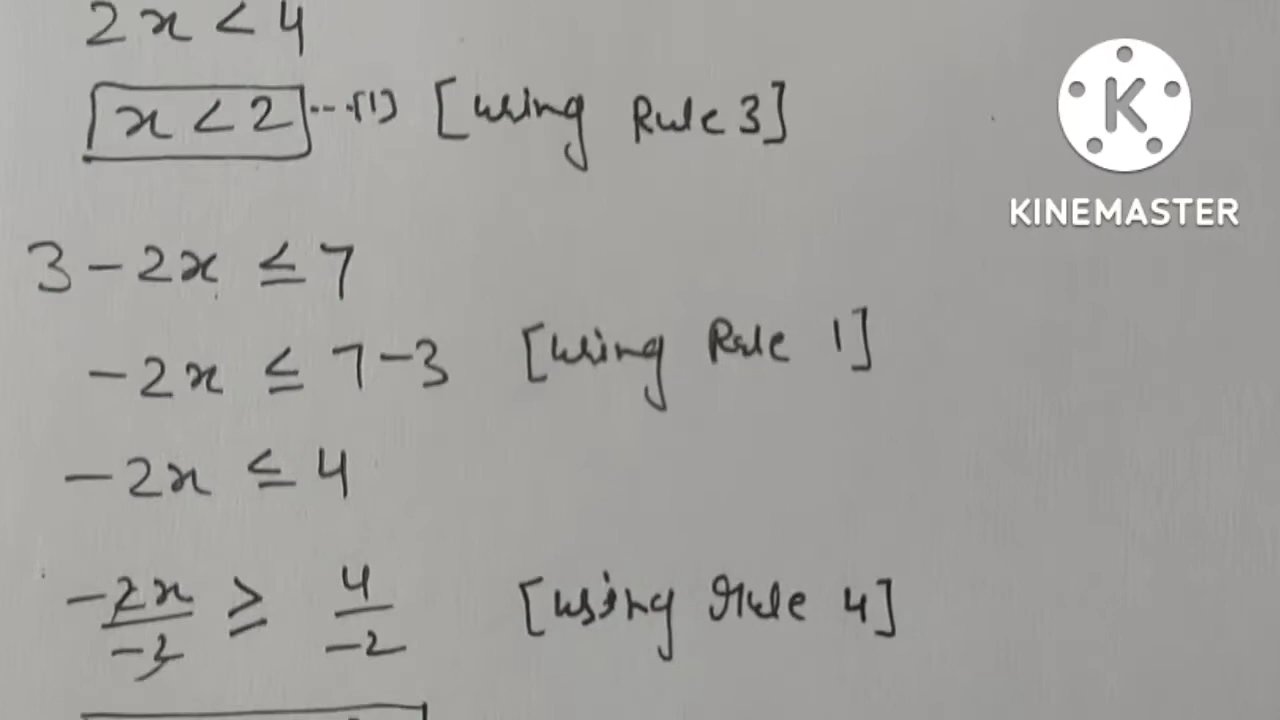 2x < 4
x < 2 ---(1) [using Rule 3]
3 - 2x ≤ 7
-2x ≤ 7-3 [using Rule 1]
-2x ≤ 4
-2x/-2 ≥ 4/-2 [using rule 4]
K
KINEMASTER